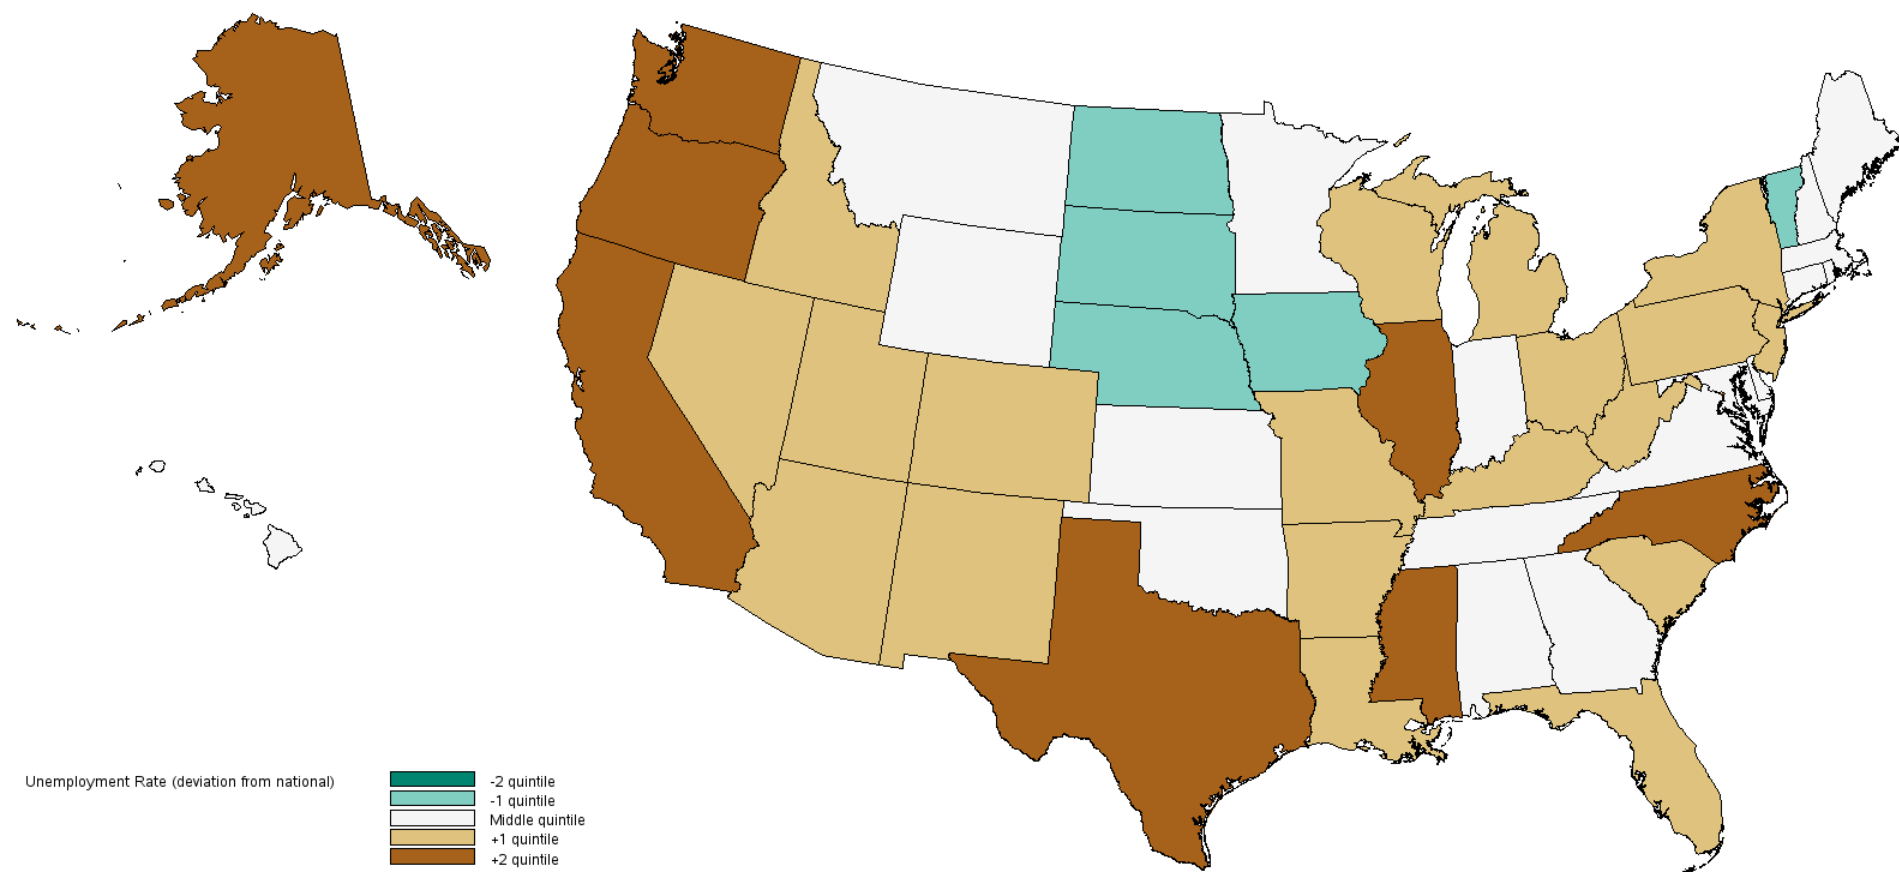 Unemployment Rate (deviation from national)
-2 quintile
-1 quintile
Middle quintile
+1 quintile
+2 quintile